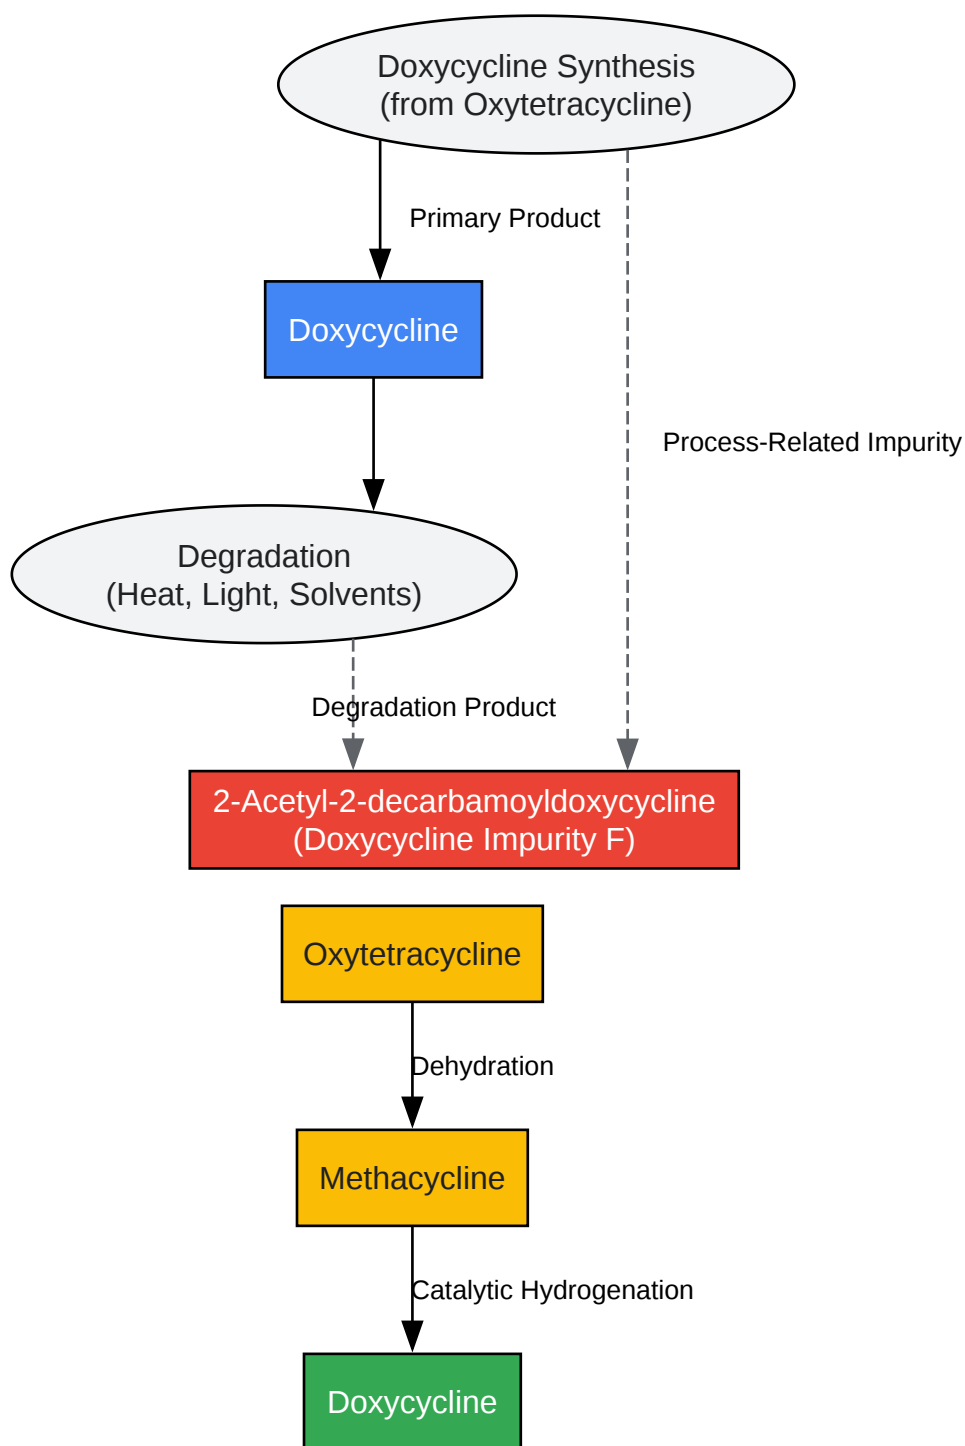 Doxycycline Synthesis
(from Oxytetracycline)
Primary Product
Doxycycline
Process-Related Impurity
Degradation
(Heat, Light, Solvents)
Degradation Product
2-Acetyl-2-decarbamoyldoxycycline
(Doxycycline Impurity F)
Oxytetracycline
Dehydration
Methacycline
Catalytic Hydrogenation
Doxycycline